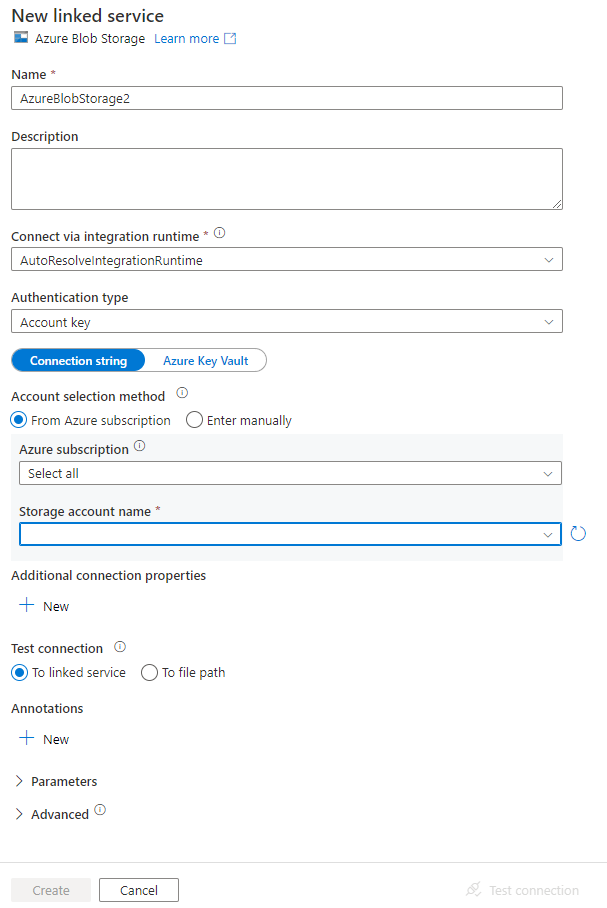 New linked service
Azure Blob Storage Learn more
Name *
AzureBlobStorage2
Description
Connect via integration runtime *
AutoResolveIntegrationRuntime
Authentication type
Account key
Connection string Azure Key Vault
Account selection method
From Azure subscription Enter manually
Azure subscription
Select all
Storage account name *
Additional connection properties
New
Test connection
To linked service To file path
Annotations
New
Parameters
Advanced
Create Cancel Test connection